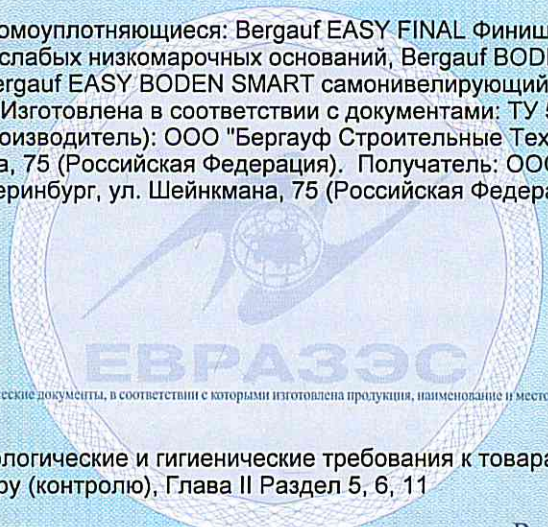 омоуплотняющиеся: Bergauf EASY FINAL Финиш
слабых низкомарочных оснований, Bergauf BOD
ergauf EASY BODEN SMART самонивелирующий
Изготовлена в соответствии с документами: ТУ 5
оизводитель): ООО "Бергауф Строительные Тех
а, 75 (Российская Федерация). Получатель: ООО
еринбург, ул. Шейнкмана, 75 (Российская Федера
ЕВРАЗЭС
ческие документы, в соответствии с которыми изготовлена продукция, наименование и место
ологические и гигиенические требования к товара
ру (контролю), Глава II Раздел 5, 6, 11